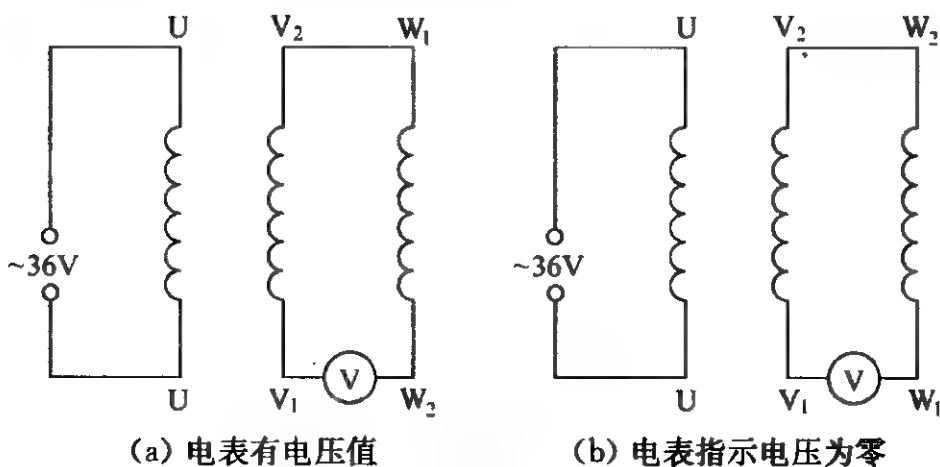 U V₂ W₁ U V₂ W₂
~36V ~36V
V V
U V₁ W₂ U V₁ W₁
(a) 电表有电压值 (b) 电表指示电压为零